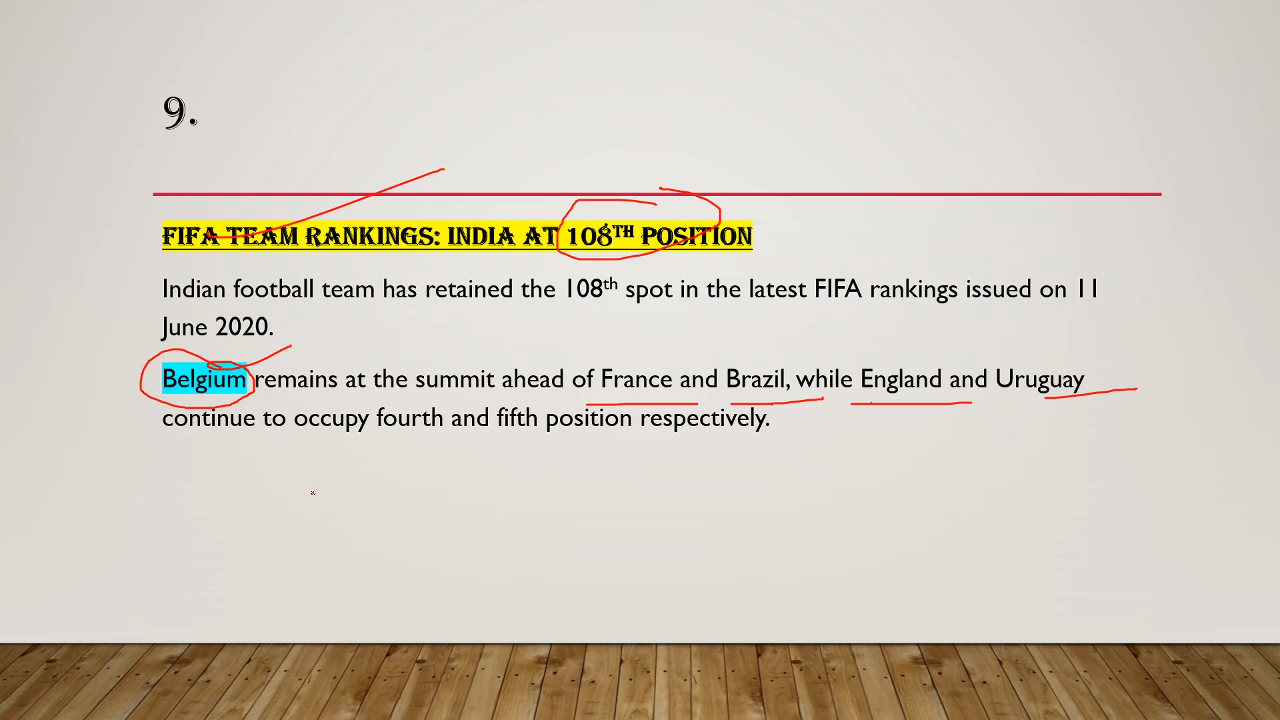 9.
FIFA TEAM RANKINGS: INDIA AT 108TH POSITION
Indian football team has retained the 108th spot in the latest FIFA rankings issued on 11
June 2020.
Belgium remains at the summit ahead of France and Brazil, while England and Uruguay
continue to occupy fourth and fifth position respectively.